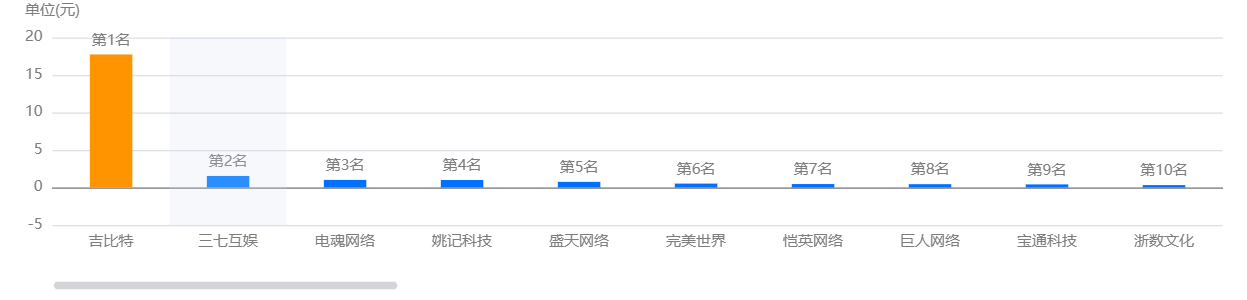 单位(元)
20
15
10
5
0
-5
第1名
第2名
第3名
第4名
第5名
第6名
第7名
第8名
第9名
第10名
吉比特
三七互娱
电魂网络
姚记科技
盛天网络
完美世界
恺英网络
巨人网络
宝通科技
浙数文化